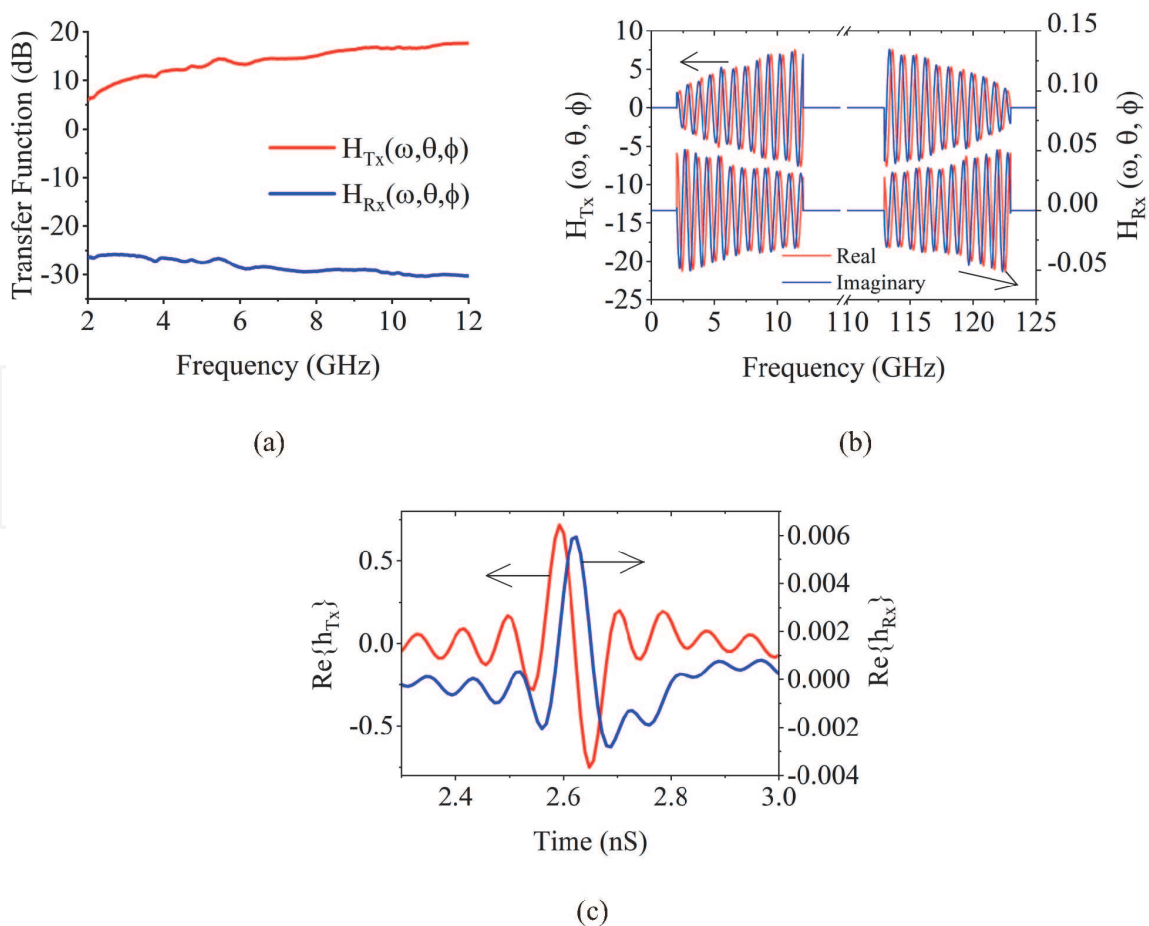 Transfer Function (dB)
20
10
0
-10
-20
-30
H_Tx(ω,θ,ϕ)
H_Rx(ω,θ,ϕ)
2 4 6 8 10 12
Frequency (GHz)
(a)
H_Tx (ω, θ, ϕ)
10
5
0
-5
-10
-15
-20
-25
0.15
0.10
0.05
0.00
-0.05
H_Rx (ω, θ, ϕ)
Real
Imaginary
0 5 10 110 115 120 125
Frequency (GHz)
(b)
Re{h_Tx}
0.5
0.0
-0.5
0.006
0.004
0.002
0.000
-0.002
-0.004
Re{h_Rx}
2.4 2.6 2.8 3.0
Time (nS)
(c)